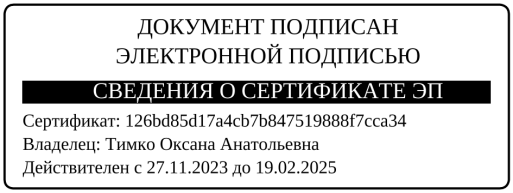 ДОКУМЕНТ ПОДПИСАН
ЭЛЕКТРОННОЙ ПОДПИСЬЮ
СВЕДЕНИЯ О СЕРТИФИКАТЕ ЭП
Сертификат: 126bd85d17a4cb7b847519888f7cca34
Владелец: Тимко Оксана Анатольевна
Действителен с 27.11.2023 до 19.02.2025